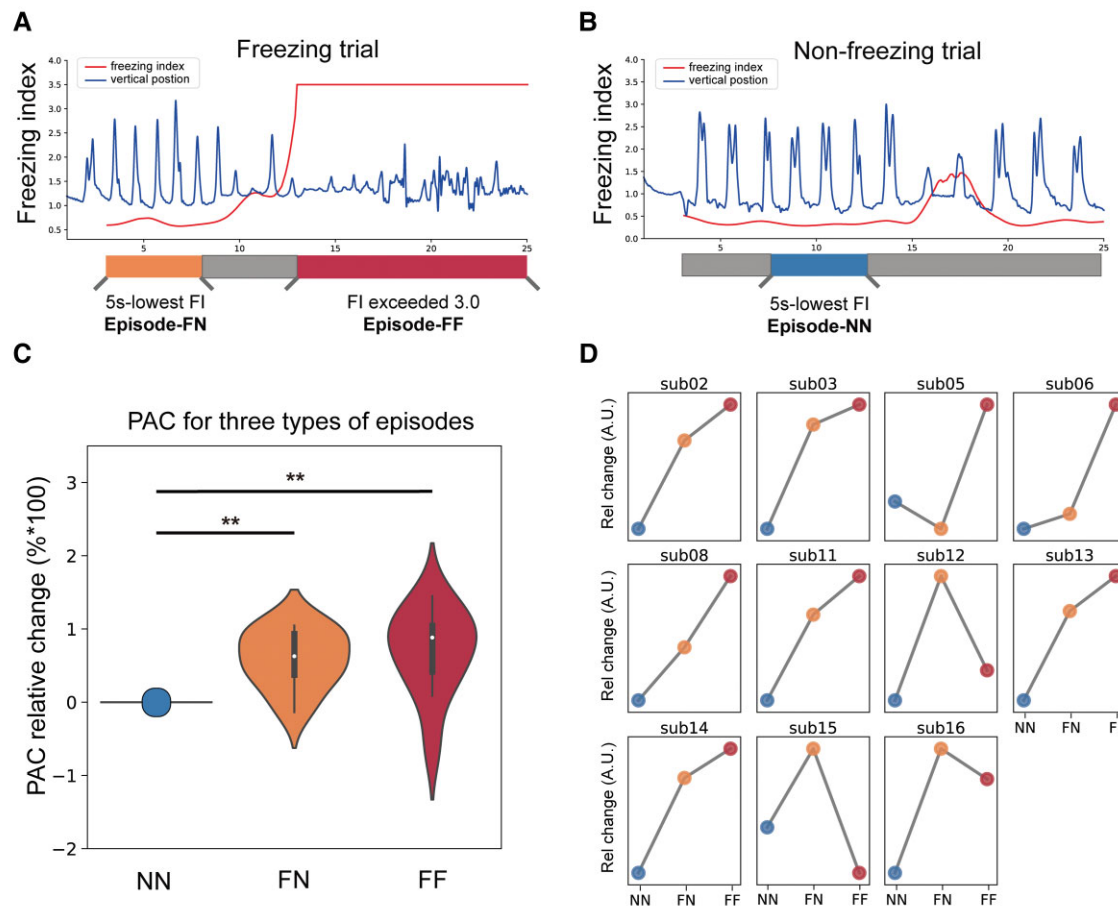 A
Freezing trial
Freezing index
freezing index
vertical postion
4.0
3.5
3.0
2.5
2.0
1.5
1.0
0.5
5
10
15
20
25
5s-lowest FI
Episode-FN
FI exceeded 3.0
Episode-FF
B
Non-freezing trial
Freezing index
freezing index
vertical postion
4.0
3.5
3.0
2.5
2.0
1.5
1.0
0.5
0.0
5
10
15
20
25
5s-lowest FI
Episode-NN
C
PAC for three types of episodes
PAC relative change (%*100)
3
2
1
0
−1
−2
**
**
NN
FN
FF
D
sub02
sub03
sub05
sub06
Rel change (A.U.)
sub08
sub11
sub12
sub13
Rel change (A.U.)
NN
FN
F
sub14
sub15
sub16
Rel change (A.U.)
NN
FN
FF
NN
FN
FF
NN
FN
FF